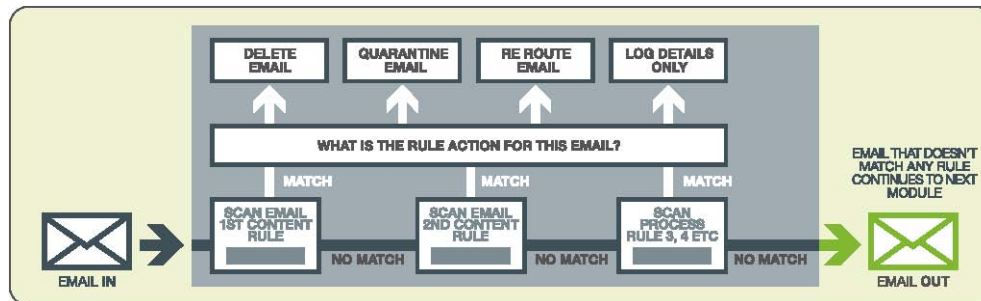 DELETE
EMAIL
QUARANTINE
EMAIL
RE ROUTE
EMAIL
LOG DETAILS
ONLY
WHAT IS THE RULE ACTION FOR THIS EMAIL?
MATCH
MATCH
MATCH
EMAIL THAT DOESN'T
MATCH ANY RULE
CONTINUES TO NEXT
MODULE
SCAN EMAIL
1ST CONTENT
RULE
SCAN EMAIL
2ND CONTENT
RULE
SCAN
PROCESS
RULE 3, 4 ETC
NO MATCH
NO MATCH
NO MATCH
EMAIL IN
EMAIL OUT